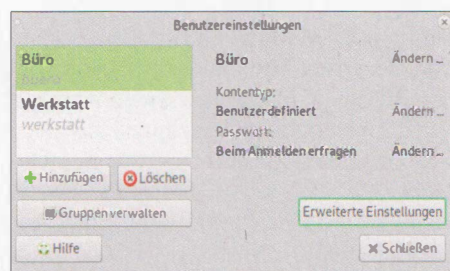 Benutzereinstellungen
Büro
buero
Werkstatt
werkstatt
Hinzufügen
Löschen
Gruppen verwalten
Hilfe
Büro Ändern ...
Kontentyp:
Benutzerdefiniert Ändern ...
Passwort:
Beim Anmelden erfragen Ändern ...
Erweiterte Einstellungen
Schließen